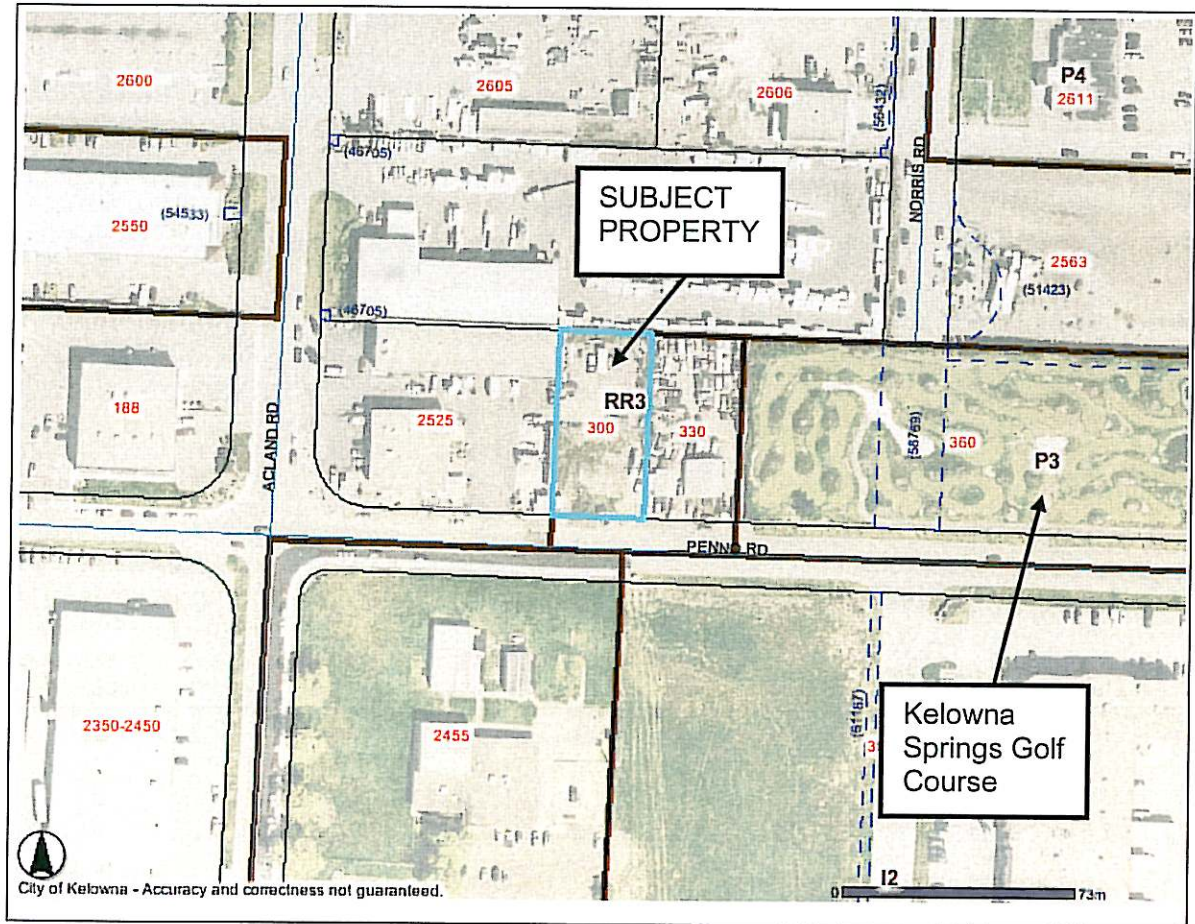 2600
2605
2606
(56432)
P4
2611
(46705)
NORRIS RD
SUBJECT
PROPERTY
2550
(54533)
2563
(51423)
(46705)
188
ACLAND RD
2525
RR3
300
330
(56769)
360
P3
PENNO RD
2350-2450
2455
(51167)
Kelowna
Springs Golf
Course
City of Kelowna - Accuracy and correctness not guaranteed.
0
I2
73m